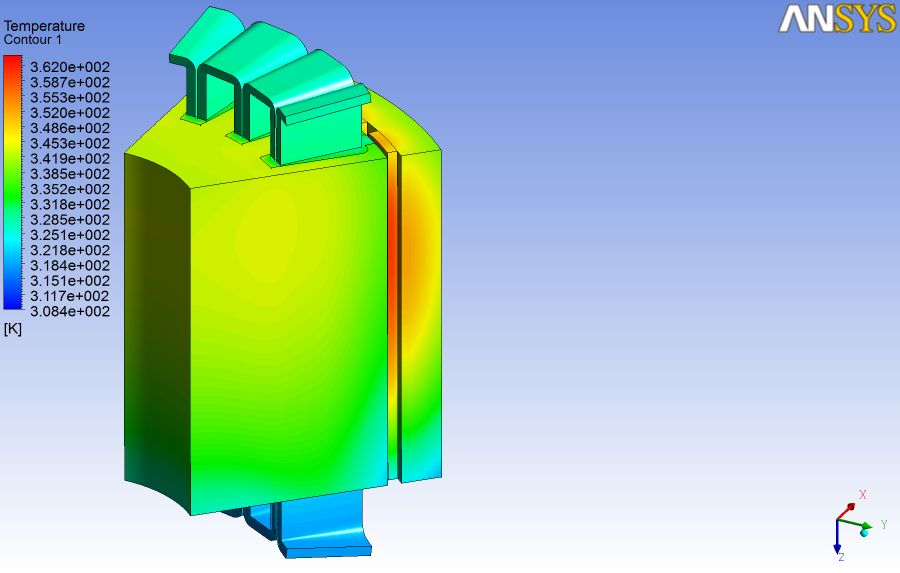 ANSYS
Temperature
Contour 1
3.620e+002
3.587e+002
3.553e+002
3.520e+002
3.486e+002
3.453e+002
3.419e+002
3.385e+002
3.352e+002
3.318e+002
3.285e+002
3.251e+002
3.218e+002
3.184e+002
3.151e+002
3.117e+002
3.084e+002
[K]
X
Y
Z